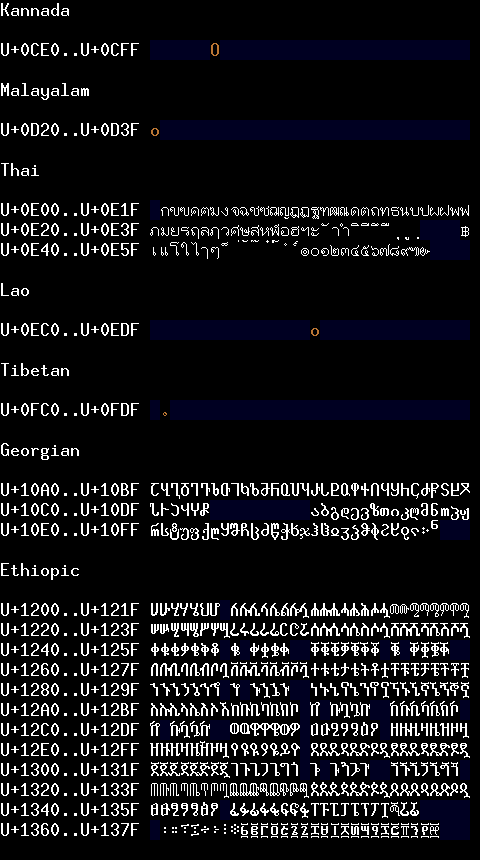 Kannada
U+0CE0..U+0CFF ೦
Malayalam
U+0D20..U+0D3F ഠ
Thai
U+0E00..U+0E1F กขฃคฅฆงจฉชซฌญฎฏฐฑฒณดตถทธนบปผฝพฟ
U+0E20..U+0E3F ภมยรฤลฦวศษสหฬอฮฯะัาำิีึืฺุู ฿
U+0E40..U+0E5F เแโใไๅๆ็่้๊๋์ํ๎๏๐๑๒๓๔๕๖๗๘๙๚๛
Lao
U+0EC0..U+0EDF ໐
Tibetan
U+0FC0..U+0FDF
Georgian
U+10A0..U+10BF ႠႡႢႣႤႥႦႧႨႩႪႫႬႭႮႯႰႱႲႳႴႵႶႷႸႹႺႻႼႽႾႿ
U+10C0..U+10DF ჀჁჂჃჄჅ აბგდევზთიკლმნოპჟ
U+10E0..U+10FF რსტუფქღყშჩცძწჭხჯჰჱჲჳჴჵჶჷჸჹჺ჻ჼ
Ethiopic
U+1200..U+121F ሀሁሂሃሄህሆ ለሉሊላሌልሎሏሐሑሒሓሔሕሖሗመሙሚማሜምሞሟ
U+1220..U+123F ሠሡሢሣሤሥሦሧረሩሪራሬርሮሯሰሱሲሳሴስሶሷሸሹሺሻሼሽሾሿ
U+1240..U+125F ቀቁቂቃቄቅቆ ቈ ቊቋቌቍ ቐቑቒቓቔቕቖ ቘ ቚቛቜቝ
U+1260..U+127F በቡቢባቤብቦቧቨቩቪቫቬቭቮቯተቱቲታቴትቶቷቸቹቺቻቼችቾቿ
U+1280..U+129F ኀኁኂኃኄኅኆ ኈ ኊኋኌኍ ነኑኒናኔንኖኗኘኙኚኛኜኝኞኟ
U+12A0..U+12BF አኡኢኣኤእኦኧከኩኪካኬክኮ ኰ ኲኳኴኵ ኸኹኺኻኼኽኾ
U+12C0..U+12DF ዀ ዂዃዄዅ ወዉዊዋዌውዎ ዐዑዒዓዔዕዖ ዘዙዚዛዜዝዞዟ
U+12E0..U+12FF ዠዡዢዣዤዥዦዧየዩዪያዬይዮ ደዱዲዳዴድዶዷዸዹዺዻዼዽዾዿ
U+1300..U+131F ጀጁጂጃጄጅጆጇገጉጊጋጌግጎ ጐ ጒጓጔጕ ጘጙጚጛጜጝጞ
U+1320..U+133F ጠጡጢጣጤጥጦጧጨጩጪጫጬጭጮጯጰጱጲጳጴጵጶጷጸጹጺጻጼጽጾጿ
U+1340..U+135F ፀፁፂፃፄፅፆ ፈፉፊፋፌፍፎፏፐፑፒፓፔፕፖፗፘፙፚ
U+1360..U+137F ፡።፣፤፥፦፧፨፩፪፫፬፭፮፯፰፱፲፳፴፵፶፷፸፹፺፻፼